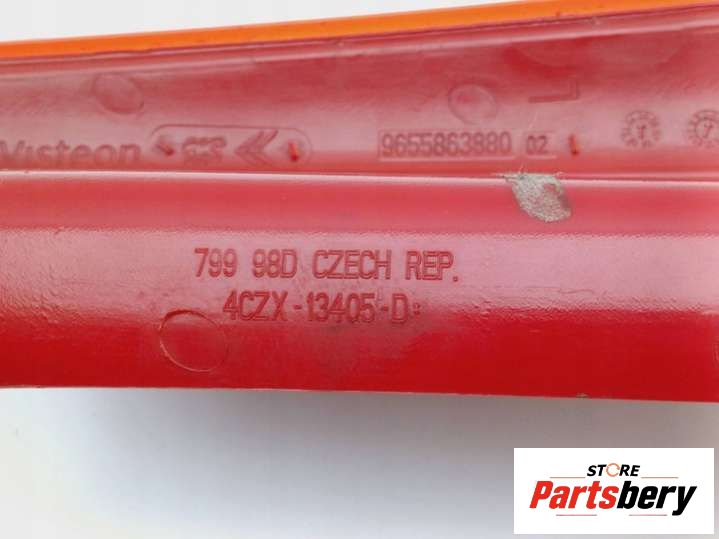 Visteon 9655863880 02 L
799 98D CZECH REP.
4CZX-13405-D
STORE
Partsbery